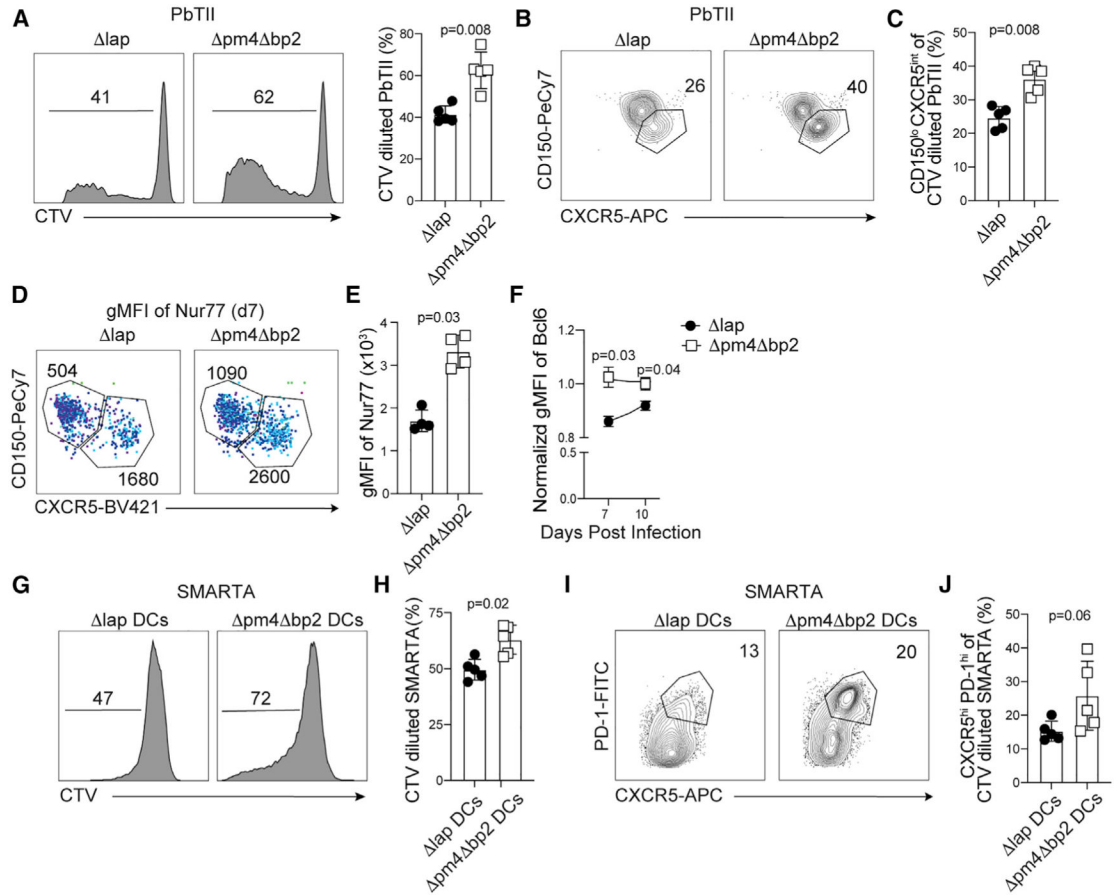 A
PbTII
Δlap
Δpm4Δbp2
41
62
CTV
CTV diluted PbTII (%)
80
60
40
20
0
p=0.008
Δlap
Δpm4Δbp2
B
PbTII
Δlap
Δpm4Δbp2
26
40
CD150-PeCy7
CXCR5-APC
C
CD150lo CXCR5int of
CTV diluted PbTII (%)
50
40
30
20
10
0
p=0.008
Δlap
Δpm4Δbp2
D
gMFI of Nur77 (d7)
Δlap
Δpm4Δbp2
504
1680
1090
2600
CD150-PeCy7
CXCR5-BV421
E
gMFI of Nur77 (x10³)
4
3
2
1
0
p=0.03
Δlap
Δpm4Δbp2
F
Normalizd gMFI of Bcl6
1.2
1.0
0.8
0.5
0.0
p=0.03
p=0.04
7
10
Days Post Infection
Δlap
Δpm4Δbp2
G
SMARTA
Δlap DCs
Δpm4Δbp2 DCs
47
72
CTV
H
CTV diluted SMARTA(%)
75
50
25
0
p=0.02
Δlap DCs
Δpm4Δbp2 DCs
I
SMARTA
Δlap DCs
Δpm4Δbp2 DCs
13
20
PD-1-FITC
CXCR5-APC
J
CXCR5hi PD-1hi of
CTV diluted SMARTA (%)
50
40
30
20
10
0
p=0.06
Δlap DCs
Δpm4Δbp2 DCs